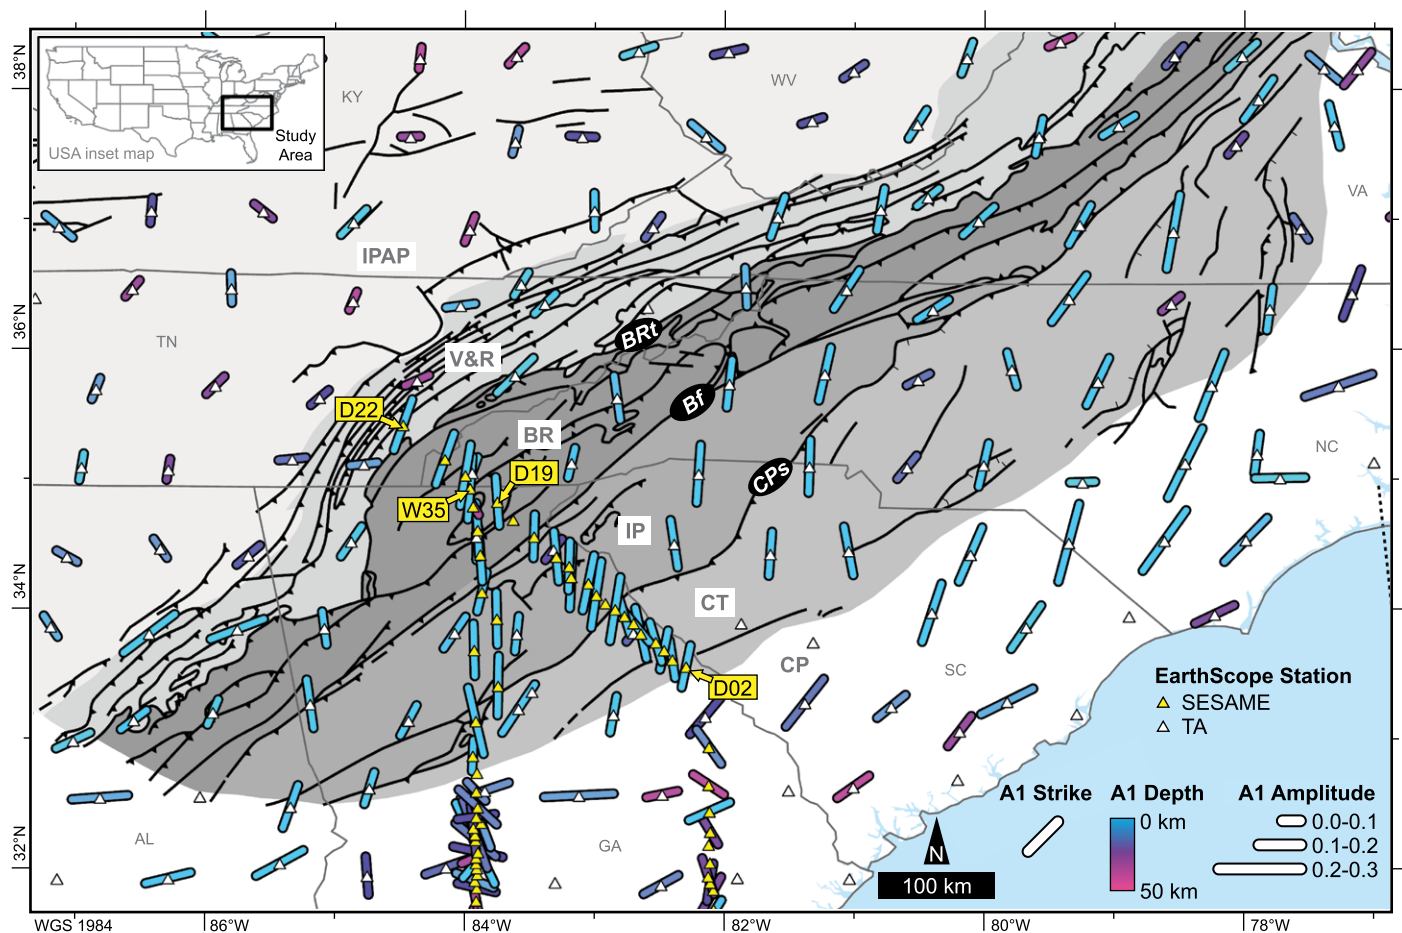 38°N
36°N
34°N
32°N
USA inset map
Study
Area
KY
WV
VA
IPAP
TN
V&R
BRt
Bf
D22
BR
D19
W35
CPs
NC
IP
CT
CP
D02
SC
AL
GA
EarthScope Station
SESAME
TA
A1 Strike
A1 Depth
0 km
50 km
A1 Amplitude
0.0-0.1
0.1-0.2
0.2-0.3
N
100 km
WGS 1984
86°W
84°W
82°W
80°W
78°W